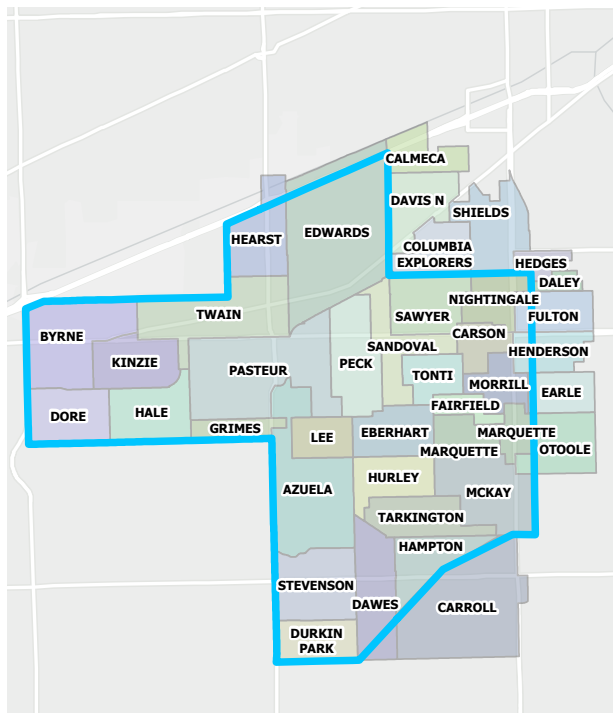 CALMECA
DAVIS N
SHIELDS
HEARST
EDWARDS
COLUMBIA
EXPLORERS
HEDGES
DALEY
NIGHTINGALE
TWAIN
SAWYER
FULTON
BYRNE
CARSON
SANDOVAL
HENDERSON
KINZIE
PECK
PASTEUR
TONTI
MORRILL
EARLE
FAIRFIELD
DORE
HALE
GRIMES
LEE
EBERHART
MARQUETTE
OTOOLE
MARQUETTE
HURLEY
AZUELA
MCKAY
TARKINGTON
HAMPTON
STEVENSON
DAWES
CARROLL
DURKIN
PARK